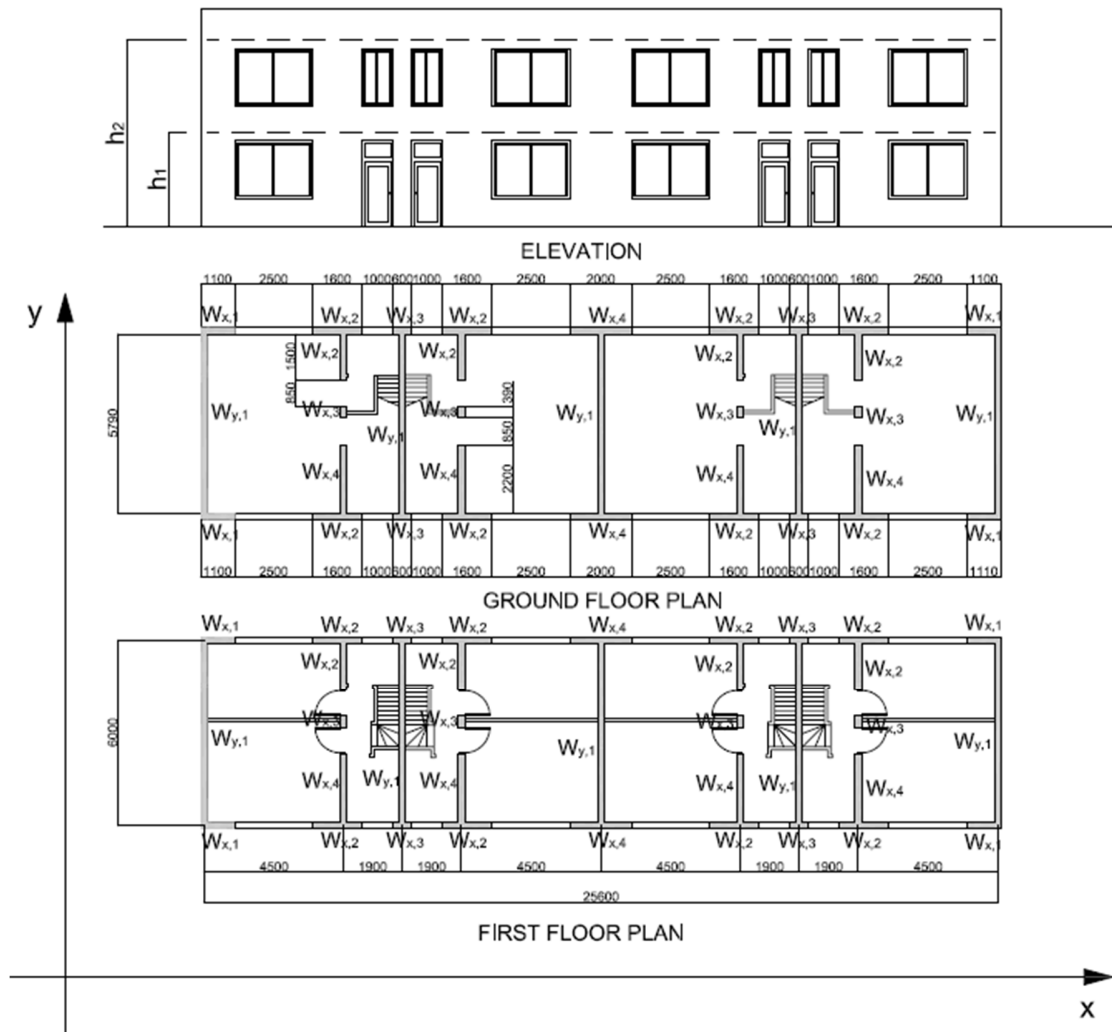 h₂
h₁
ELEVATION
1100 2500 1600 1000 600 1000 1600 2500 2000 2500 1600 1000 600 1000 1600 2500 1100
y
Wx,1 Wx,2 Wx,3 Wx,2 Wx,4 Wx,2 Wx,3 Wx,2 Wx,1
Wx,2 Wx,2 Wx,2 Wx,2
1500
850
390
5790
Wy,1 Wx,3 Wx,3 Wy,1 Wx,3 Wx,3 Wy,1
Wy,1 Wy,1
850
Wx,4 Wx,4 Wx,4 Wx,4
2200
Wx,1 Wx,2 Wx,3 Wx,2 Wx,4 Wx,2 Wx,3 Wx,2 Wx,1
1100 2500 1600 1000 600 1000 1600 2500 2000 2500 1600 1000 600 1000 1600 2500 1110
GROUND FLOOR PLAN
Wx,1 Wx,2 Wx,3 Wx,2 Wx,4 Wx,2 Wx,3 Wx,2 Wx,1
Wx,2 Wx,2 Wx,2 Wx,2
6000
Wx,3 Wx,3 Wx,3 Wx,3
Wy,1 Wy,1 Wy,1
Wy,1 Wx,4 Wx,4 Wx,4 Wy,1 Wx,4
Wx,1 Wx,2 Wx,3 Wx,2 Wx,4 Wx,2 Wx,3 Wx,2 Wx,1
4500 1900 1900 4500 4500 1900 1900 4500
25600
FIRST FLOOR PLAN
x